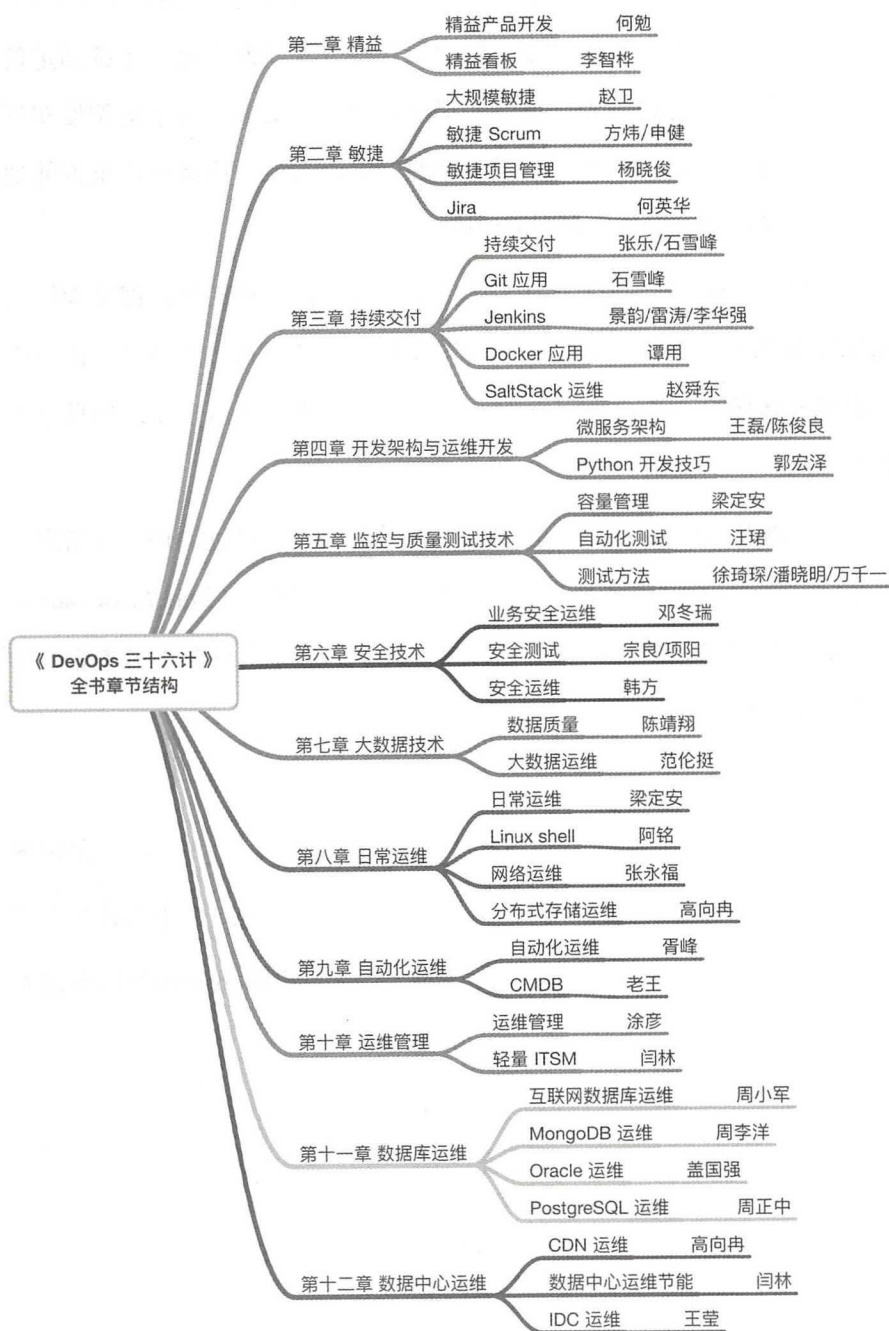 《 DevOps 三十六计 》
全书章节结构
第一章 精益
精益产品开发 何勉
精益看板 李智桦
第二章 敏捷
大规模敏捷 赵卫
敏捷 Scrum 方炜/申健
敏捷项目管理 杨晓俊
Jira 何英华
第三章 持续交付
持续交付 张乐/石雪峰
Git 应用 石雪峰
Jenkins 景韵/雷涛/李华强
Docker 应用 谭用
SaltStack 运维 赵舜东
第四章 开发架构与运维开发
微服务架构 王磊/陈俊良
Python 开发技巧 郭宏泽
第五章 监控与质量测试技术
容量管理 梁定安
自动化测试 汪珺
测试方法 徐琦琛/潘晓明/万千一
第六章 安全技术
业务安全运维 邓冬瑞
安全测试 宗良/项阳
安全运维 韩方
第七章 大数据技术
数据质量 陈靖翔
大数据运维 范伦挺
第八章 日常运维
日常运维 梁定安
Linux shell 阿铭
网络运维 张永福
分布式存储运维 高向冉
第九章 自动化运维
自动化运维 胥峰
CMDB 老王
第十章 运维管理
运维管理 涂彦
轻量 ITSM 闫林
第十一章 数据库运维
互联网数据库运维 周小军
MongoDB 运维 周李洋
Oracle 运维 盖国强
PostgreSQL 运维 周正中
第十二章 数据中心运维
CDN 运维 高向冉
数据中心运维节能 闫林
IDC 运维 王莹